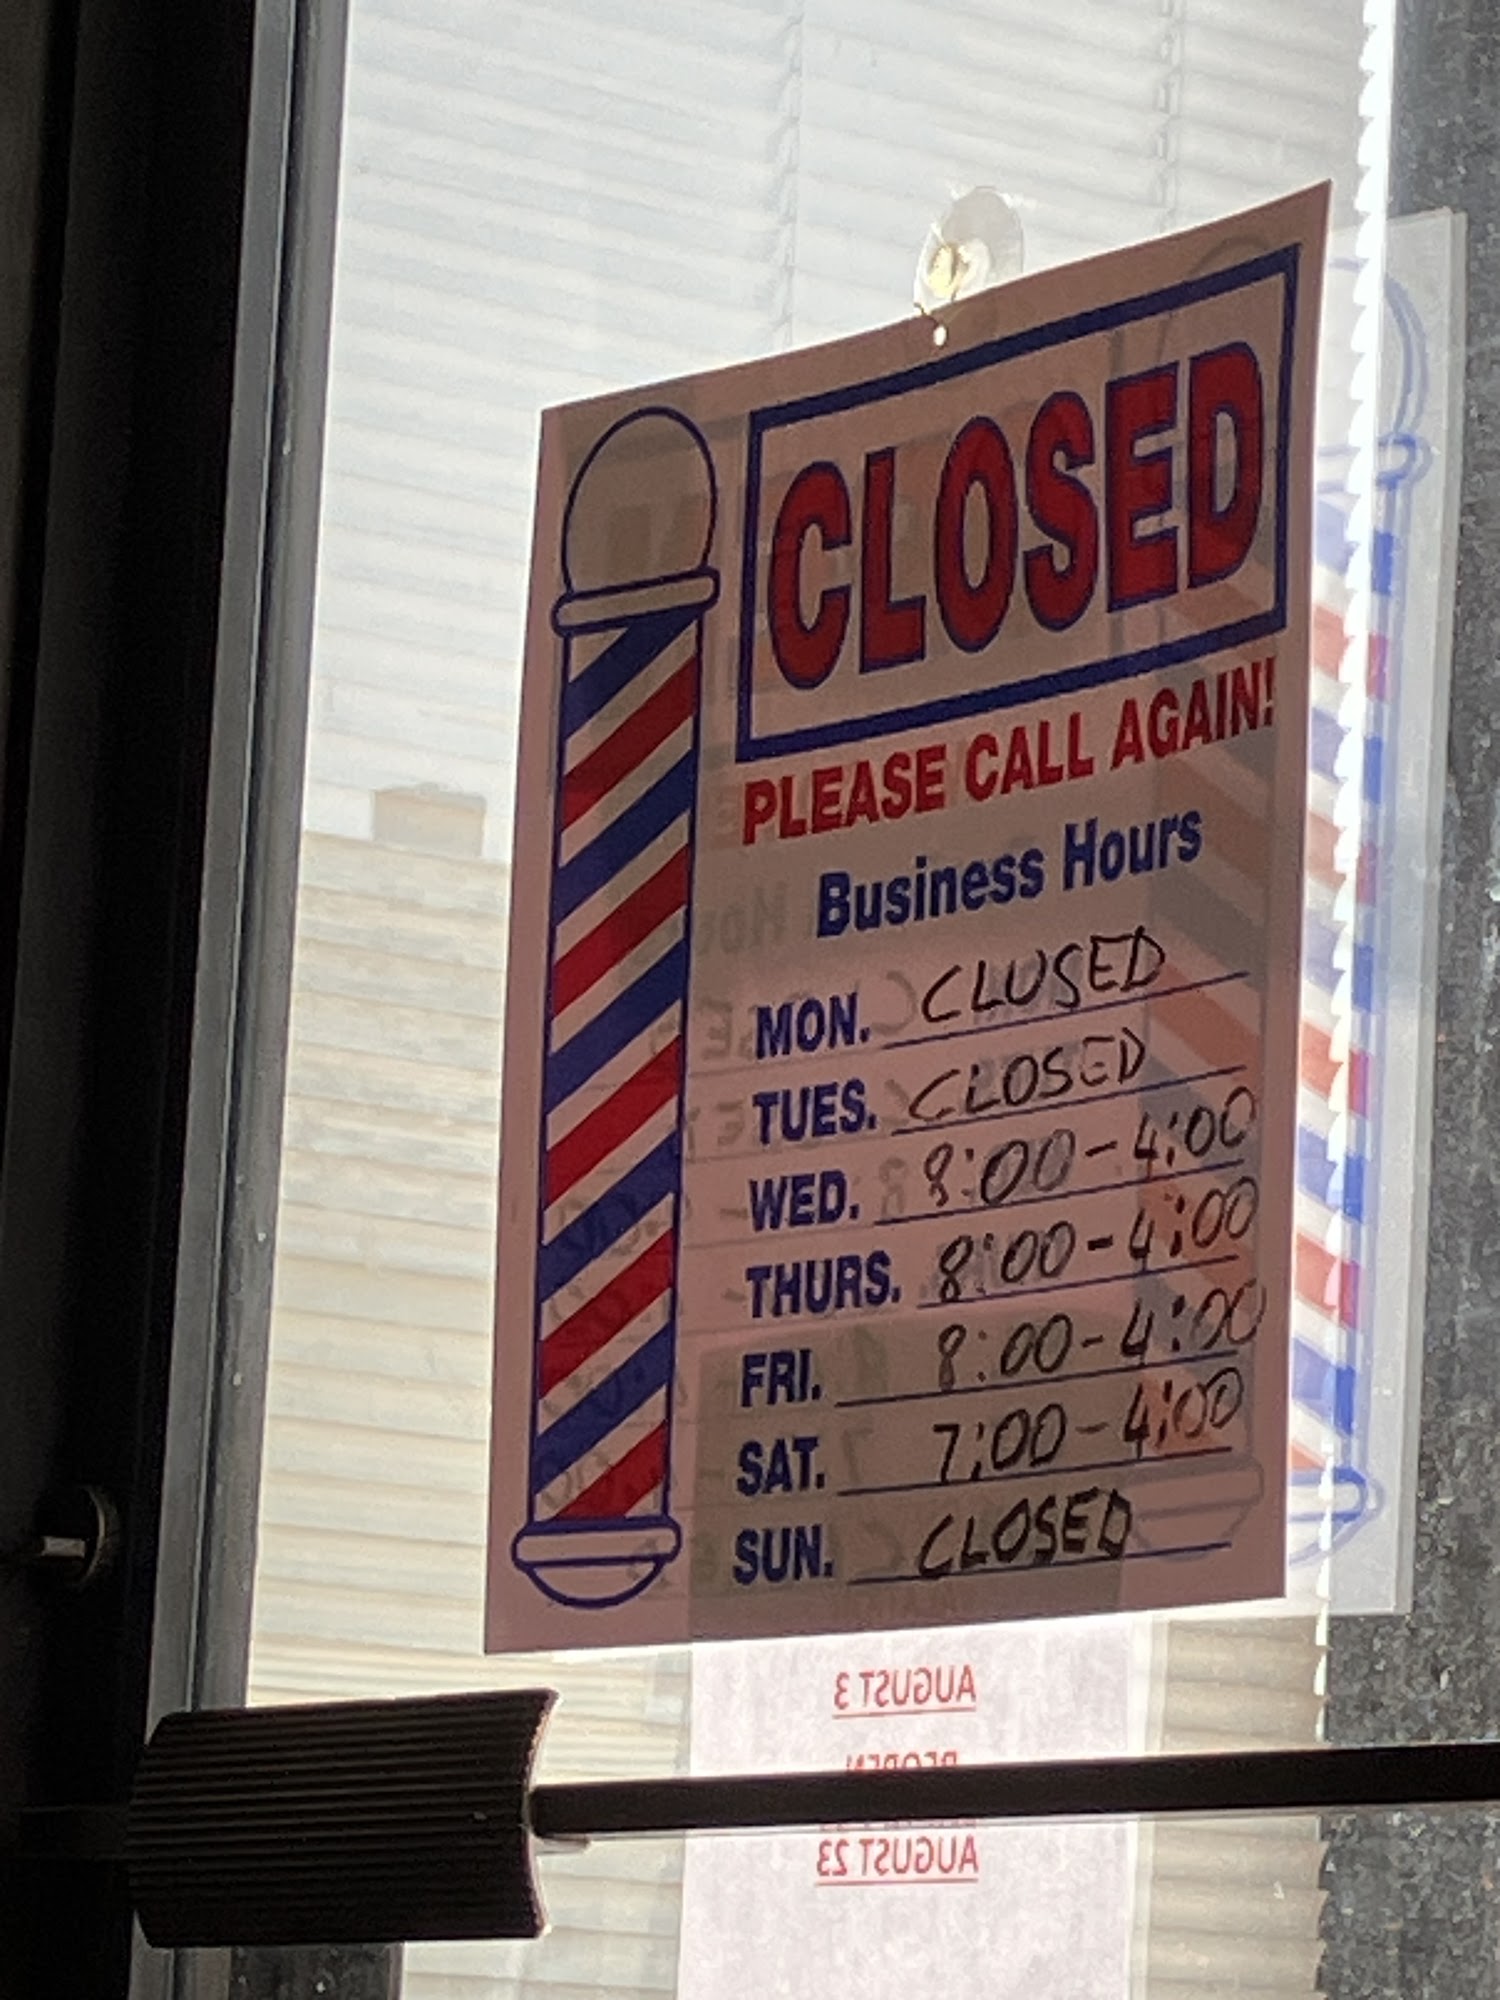 CLOSED
PLEASE CALL AGAIN!
Business Hours
MON. CLOSED
TUES. CLOSED
WED. 8:00-4:00
THURS. 8:00-4:00
FRI. 8:00-4:00
SAT. 7:00-4:00
SUN. CLOSED
AUGUST 3
REOPEN
AUGUST 23